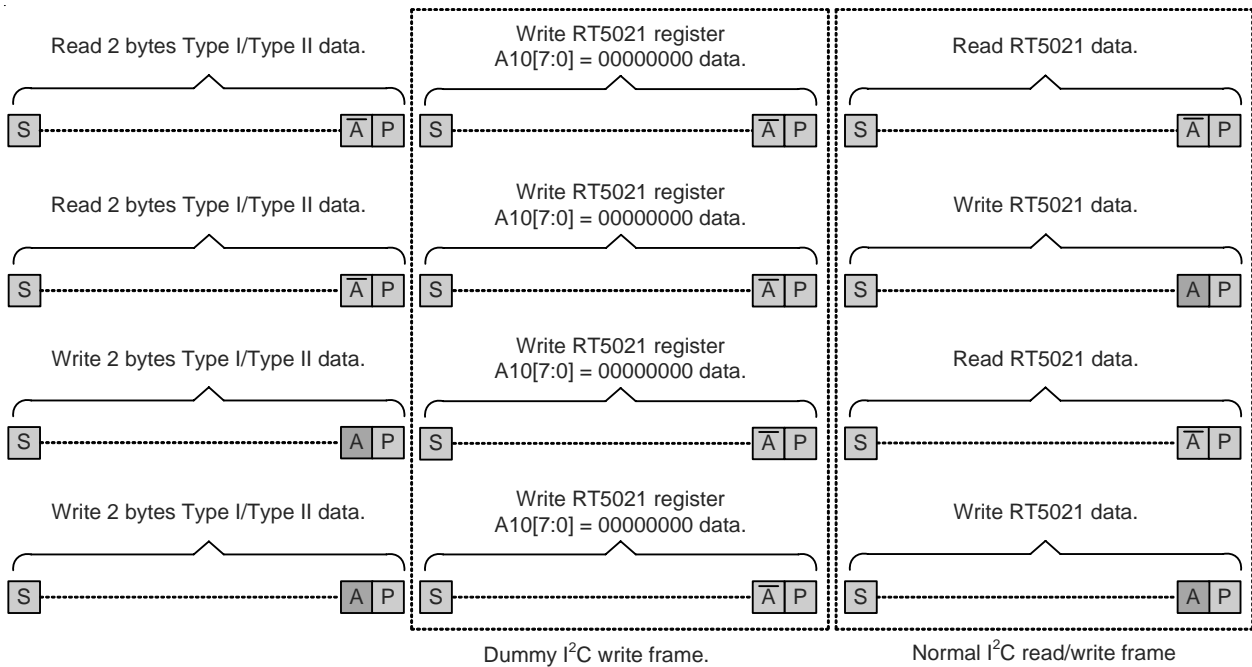 Read 2 bytes Type I/Type II data.
Write RT5021 register
A10[7:0] = 00000000 data.
Read RT5021 data.
S A̅ P S A̅ P S A̅ P
Read 2 bytes Type I/Type II data.
Write RT5021 register
A10[7:0] = 00000000 data.
Write RT5021 data.
S A̅ P S A̅ P S A P
Write 2 bytes Type I/Type II data.
Write RT5021 register
A10[7:0] = 00000000 data.
Read RT5021 data.
S A P S A̅ P S A̅ P
Write 2 bytes Type I/Type II data.
Write RT5021 register
A10[7:0] = 00000000 data.
Write RT5021 data.
S A P S A̅ P S A P
Dummy I²C write frame.
Normal I²C read/write frame